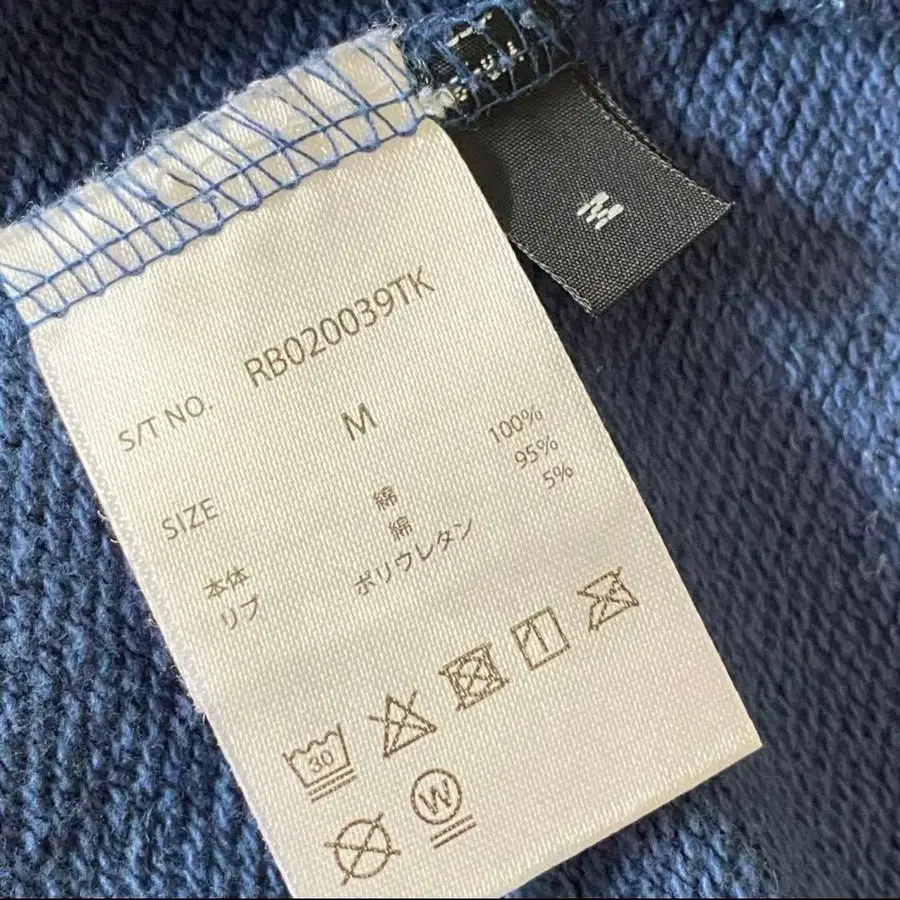 M
S/T NO. RB020039TK
SIZE M
本体 綿 100%
リブ 綿 95%
ポリウレタン 5%
30
W